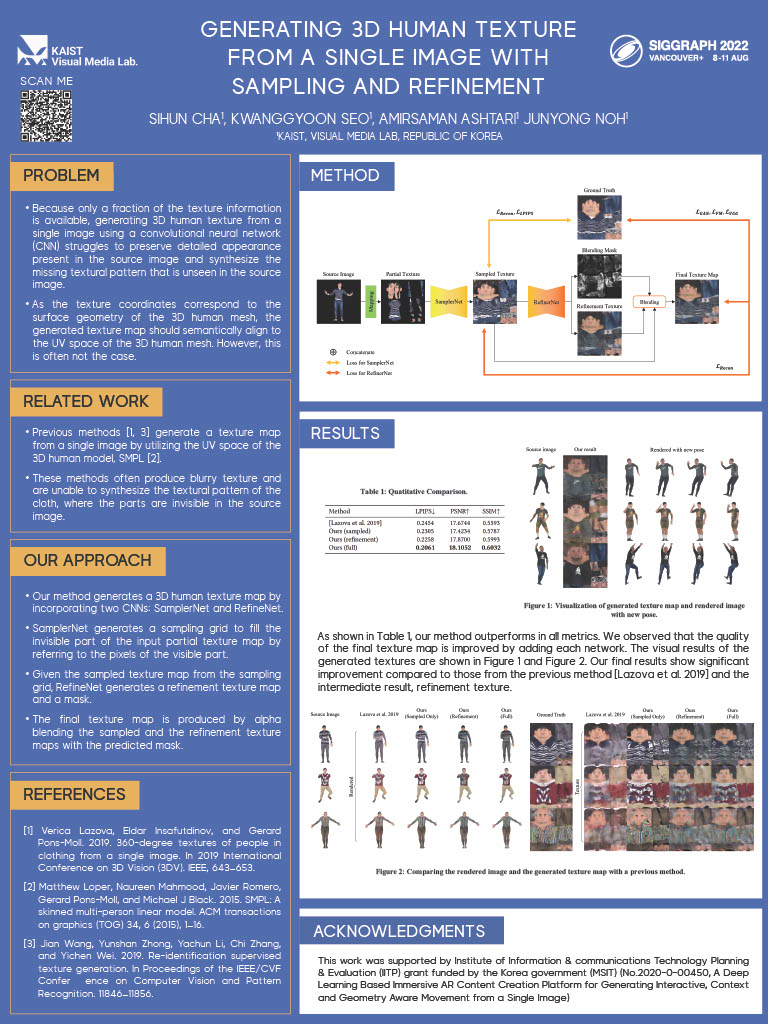 KAIST
Visual Media Lab.
SCAN ME
GENERATING 3D HUMAN TEXTURE
FROM A SINGLE IMAGE WITH
SAMPLING AND REFINEMENT
SIGGRAPH 2022
VANCOUVER+ 8-11 AUG
SIHUN CHA¹, KWANGGYOON SEO¹, AMIRSAMAN ASHTARI¹ JUNYONG NOH¹
¹KAIST, VISUAL MEDIA LAB, REPUBLIC OF KOREA
PROBLEM
• Because only a fraction of the texture information
is available, generating 3D human texture from a
single image using a convolutional neural network
(CNN) struggles to preserve detailed appearance
present in the source image and synthesize the
missing textural pattern that is unseen in the source
image.
• As the texture coordinates correspond to the
surface geometry of the 3D human mesh, the
generated texture map should semantically align to
the UV space of the 3D human mesh. However, this
is often not the case.
RELATED WORK
• Previous methods [1, 3] generate a texture map
from a single image by utilizing the UV space of the
3D human model, SMPL [2].
• These methods often produce blurry texture and
are unable to synthesize the textural pattern of the
cloth, where the parts are invisible in the source
image.
OUR APPROACH
• Our method generates a 3D human texture map by
incorporating two CNNs: SamplerNet and RefineNet.
• SamplerNet generates a sampling grid to fill the
invisible part of the input partial texture map by
referring to the pixels of the visible part.
• Given the sampled texture map from the sampling
grid, RefineNet generates a refinement texture map
and a mask.
• The final texture map is produced by alpha
blending the sampled and the refinement texture
maps with the predicted mask.
REFERENCES
[1] Verica Lazova, Eldar Insafutdinov, and Gerard
Pons-Moll. 2019. 360-degree textures of people in
clothing from a single image. In 2019 International
Conference on 3D Vision (3DV). IEEE, 643–653.
[2] Matthew Loper, Naureen Mahmood, Javier Romero,
Gerard Pons-Moll, and Michael J Black. 2015. SMPL: A
skinned multi-person linear model. ACM transactions
on graphics (TOG) 34, 6 (2015), 1–16.
[3] Jian Wang, Yunshan Zhong, Yachun Li, Chi Zhang,
and Yichen Wei. 2019. Re-identification supervised
texture generation. In Proceedings of the IEEE/CVF
Confer ence on Computer Vision and Pattern
Recognition. 11846–11856.
METHOD
Ground Truth
ℒRecon, ℒLPIPS
ℒGAN, ℒFM, ℒVGG
Blending Mask
Source Image
Partial Texture
Sampled Texture
Final Texture Map
Mapping
SamplerNet
RefinerNet
Refinement Texture
Blending
⊕ Concatenate
Loss for SamplerNet
Loss for RefinerNet
ℒRecon
RESULTS
Source image Our result Rendered with new pose
Table 1: Quatitative Comparison.
Method LPIPS↓ PSNR↑ SSIM↑
[Lazova et al. 2019] 0.2454 17.6744 0.5593
Ours (sampled) 0.2305 17.4234 0.5787
Ours (refinement) 0.2258 17.8700 0.5993
Ours (full) 0.2061 18.1052 0.6032
Figure 1: Visualization of generated texture map and rendered image
with new pose.
As shown in Table 1, our method outperforms in all metrics. We observed that the quality
of the final texture map is improved by adding each network. The visual results of the
generated textures are shown in Figure 1 and Figure 2. Our final results show significant
improvement compared to those from the previous method [Lazova et al. 2019] and the
intermediate result, refinement texture.
Source Image
Lazova et al. 2019
Ours
(Sampled Only)
Ours
(Refinement)
Ours
(Full)
Ground Truth
Lazova et al. 2019
Ours
(Sampled Only)
Ours
(Refinement)
Ours
(Full)
Rendered
Texture
Figure 2: Comparing the rendered image and the generated texture map with a previous method.
ACKNOWLEDGMENTS
This work was supported by Institute of Information & communications Technology Planning
& Evaluation (IITP) grant funded by the Korea government (MSIT) (No.2020-0-00450, A Deep
Learning Based Immersive AR Content Creation Platform for Generating Interactive, Context
and Geometry Aware Movement from a Single Image)